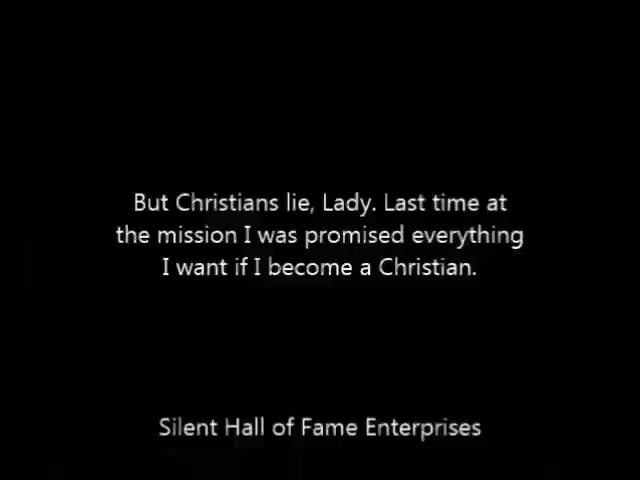 But Christians lie, Lady. Last time at
the mission I was promised everything
I want if I become a Christian.
Silent Hall of Fame Enterprises